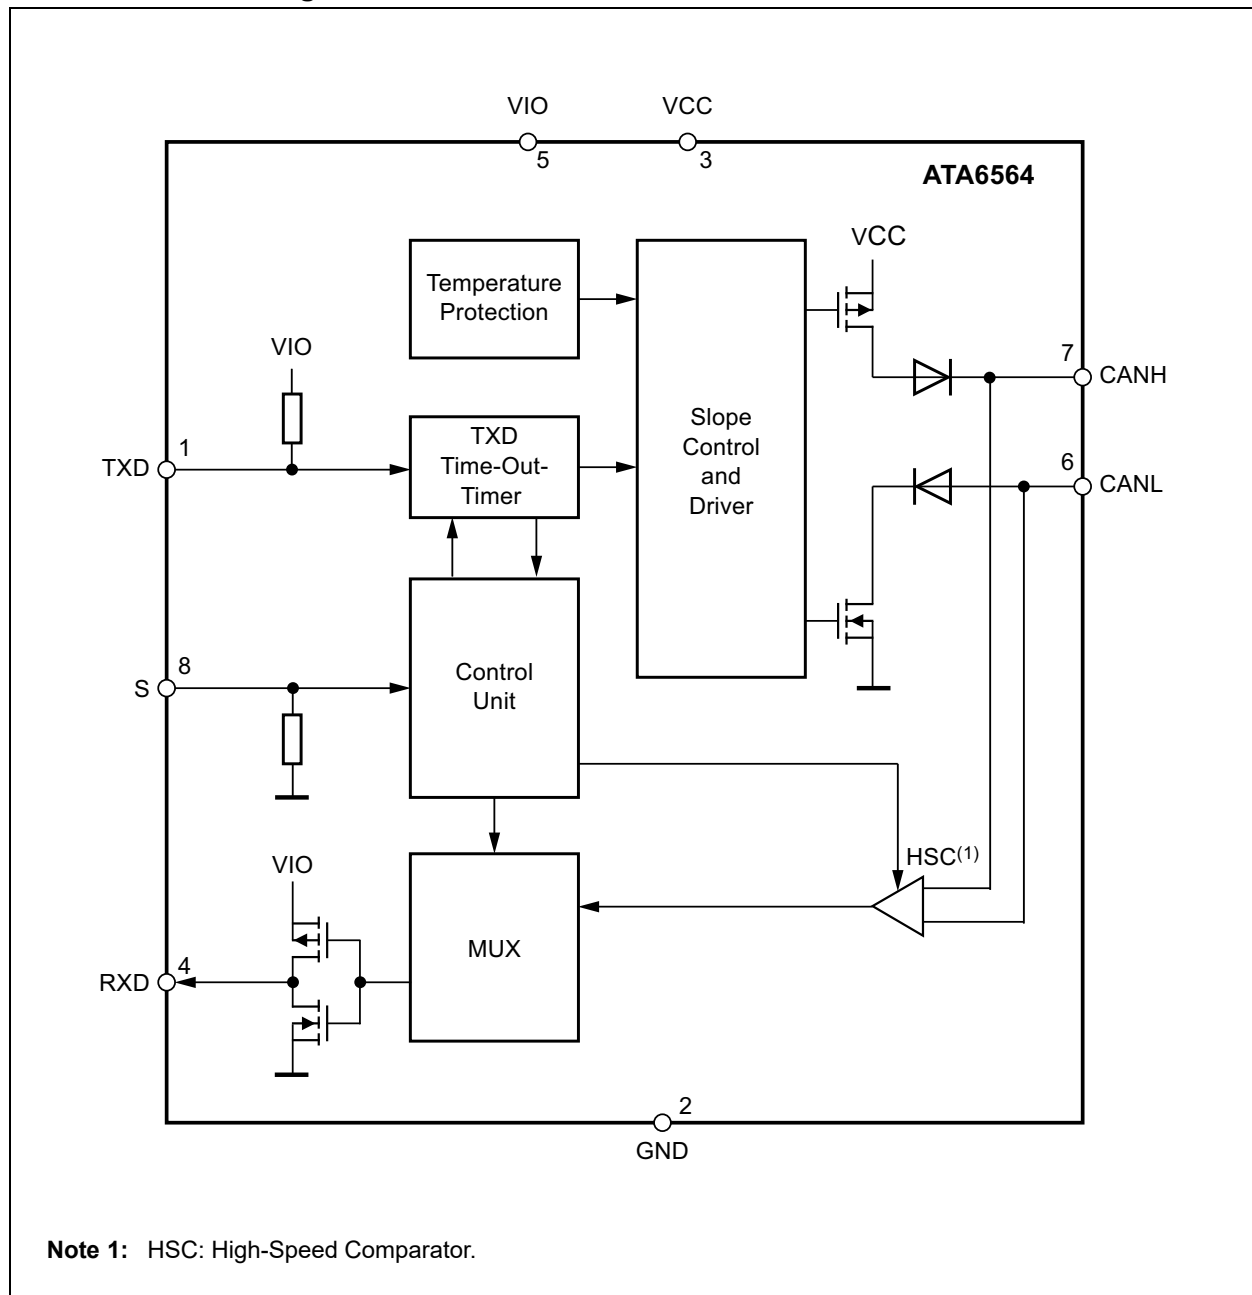 VIO
VCC
5
3
ATA6564
VCC
Temperature
Protection
VIO
7
CANH
TXD
1
TXD
Time-Out-
Timer
Slope
Control
and
Driver
6
CANL
S
8
Control
Unit
HSC(1)
VIO
MUX
RXD
4
2
GND
Note 1: HSC: High-Speed Comparator.